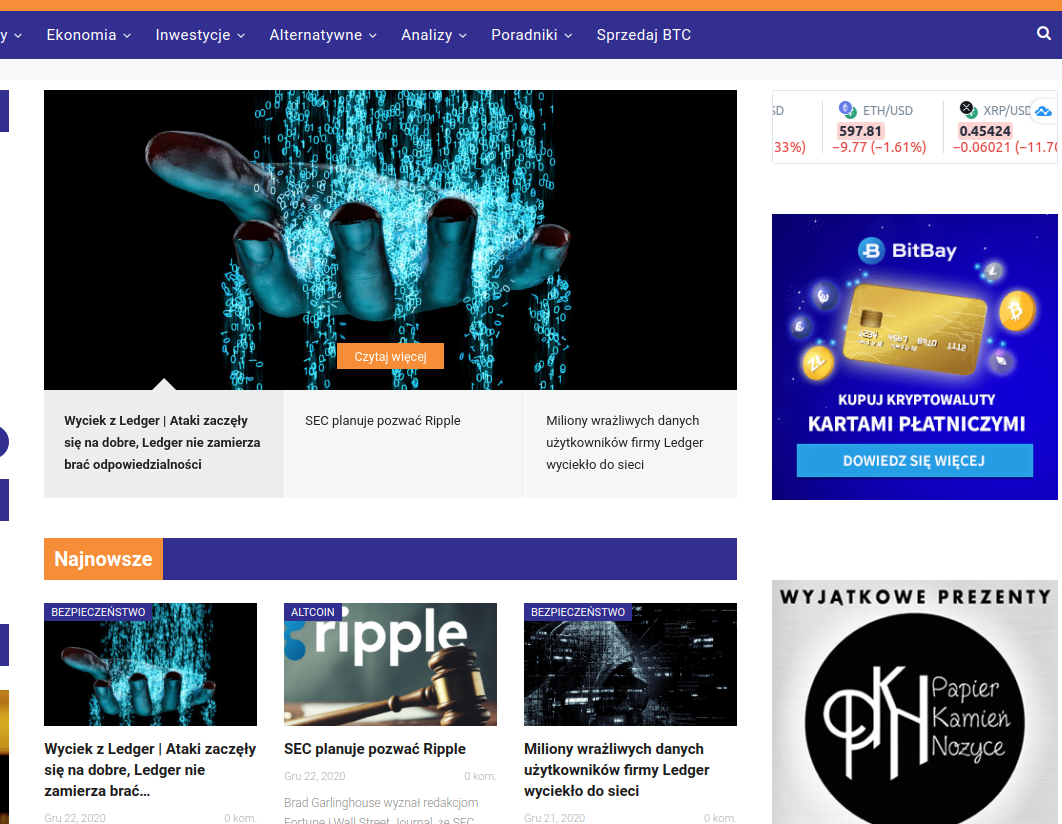 y
Ekonomia
Inwestycje
Alternatywne
Analizy
Poradniki
Sprzedaj BTC
Czytaj więcej
Wyciek z Ledger | Ataki zaczęły
się na dobre, Ledger nie zamierza
brać odpowiedzialności
SEC planuje pozwać Ripple
Miliony wrażliwych danych
użytkowników firmy Ledger
wyciekło do sieci
SD
33%)
ETH/USD
597.81
−9.77 (−1.61%)
XRP/USD
0.45424
−0.06021 (−11.70
BitBay
KUPUJ KRYPTOWALUTY
KARTAMI PŁATNICZYMI
DOWIEDZ SIĘ WIĘCEJ
Najnowsze
BEZPIECZEŃSTWO
Wyciek z Ledger | Ataki zaczęły
się na dobre, Ledger nie
zamierza brać...
Gru 22, 2020
0 kom.
ALTCOIN
ripple
SEC planuje pozwać Ripple
Gru 22, 2020
0 kom.
Brad Garlinghouse wyznał redakcjom
Fortune i Wall Street Journal, że SEC
BEZPIECZEŃSTWO
Miliony wrażliwych danych
użytkowników firmy Ledger
wyciekło do sieci
Gru 21, 2020
0 kom.
WYJĄTKOWE PREZENTY
PKN
Papier
Kamień
Nożyce